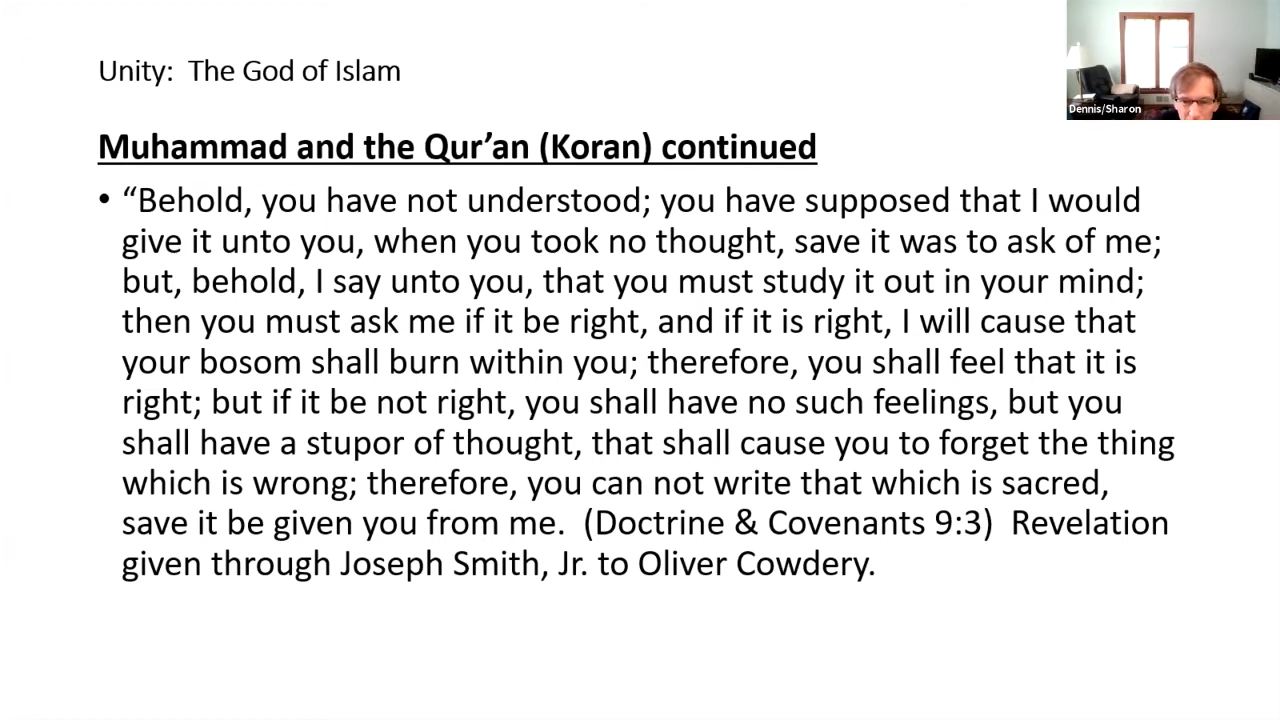 Unity:  The God of Islam
Dennis/Sharon
Muhammad and the Qur’an (Koran) continued
• “Behold, you have not understood; you have supposed that I would
give it unto you, when you took no thought, save it was to ask of me;
but, behold, I say unto you, that you must study it out in your mind;
then you must ask me if it be right, and if it is right, I will cause that
your bosom shall burn within you; therefore, you shall feel that it is
right; but if it be not right, you shall have no such feelings, but you
shall have a stupor of thought, that shall cause you to forget the thing
which is wrong; therefore, you can not write that which is sacred,
save it be given you from me.  (Doctrine & Covenants 9:3)  Revelation
given through Joseph Smith, Jr. to Oliver Cowdery.